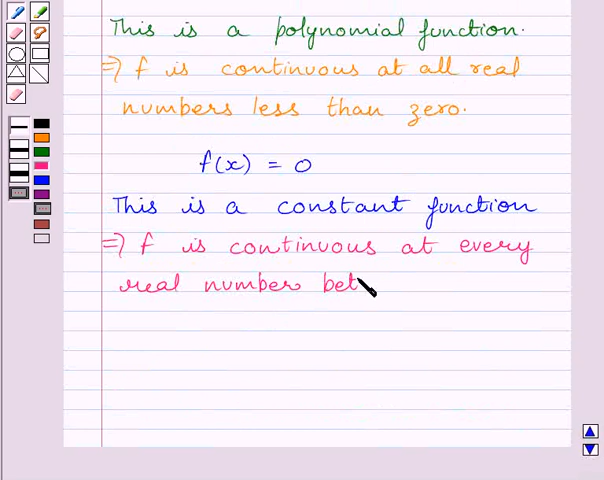 This is a polynomial function.
⇒ f is continuous at all real
numbers less than zero.
f(x) = 0
This is a constant function
⇒ f is continuous at every
real number bet